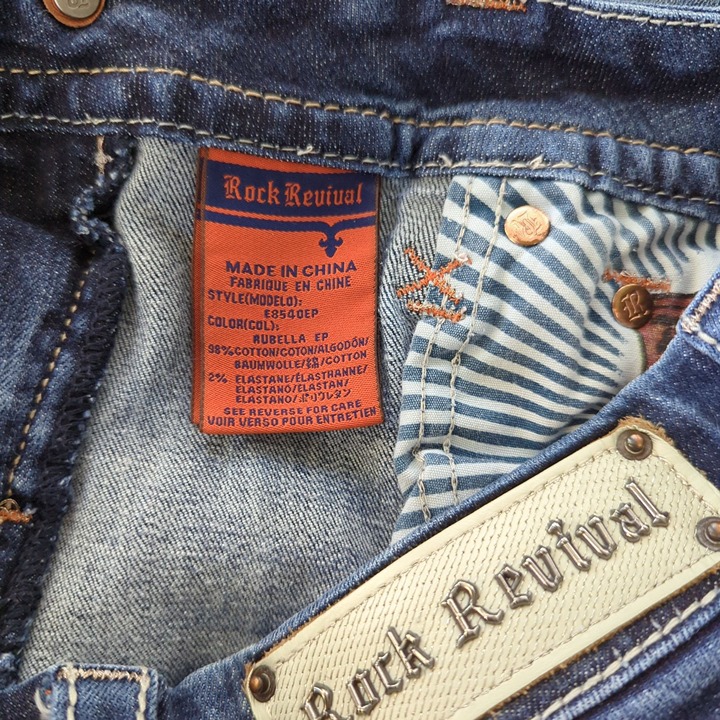 Rock Revival
MADE IN CHINA
FABRIQUE EN CHINE
STYLE(MODELO):
E8540EP
COLOR(COL):
RUBELLA EP
98%COTTON/COTON/ALGODÓN/
BAUMWOLLE/綿/COTTON
2% ELASTANE/ÉLASTHANNE/
ELASTANO/ELASTAN/
ELASTANO/ポリウレタン
SEE REVERSE FOR CARE
VOIR VERSO POUR ENTRETIEN
Rock Revival